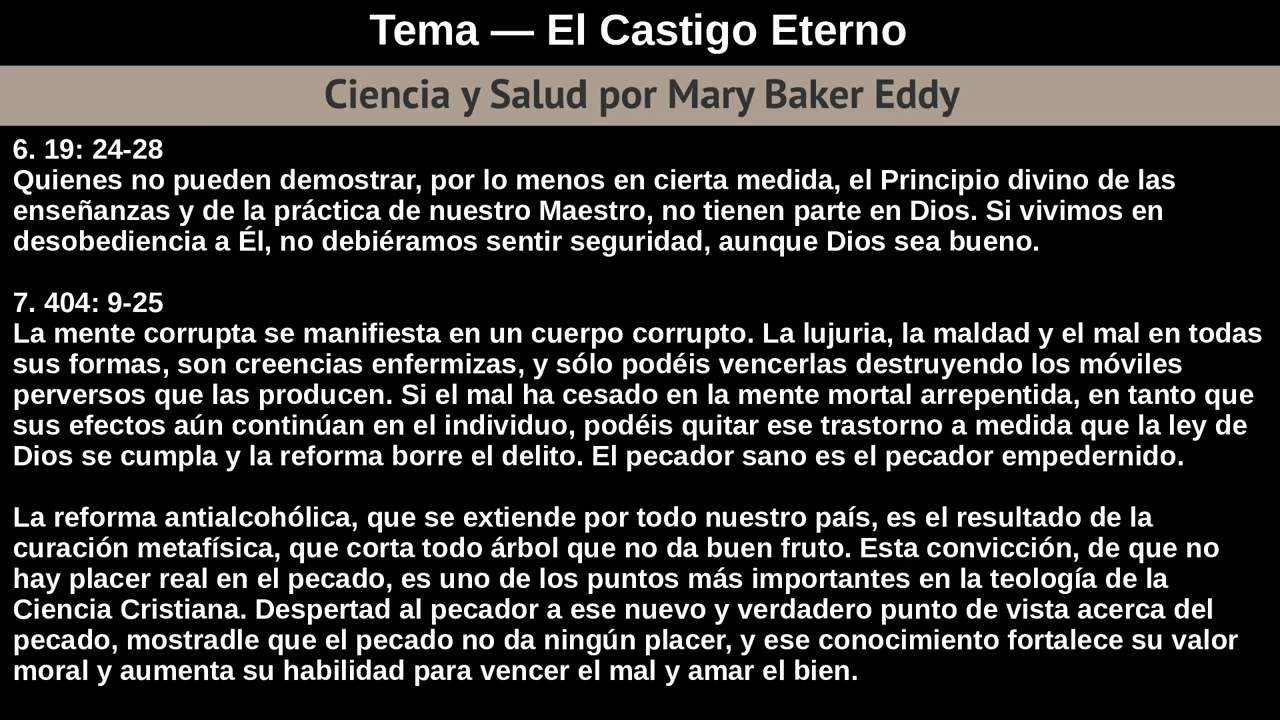 Tema — El Castigo Eterno
Ciencia y Salud por Mary Baker Eddy
6. 19: 24-28
Quienes no pueden demostrar, por lo menos en cierta medida, el Principio divino de las
enseñanzas y de la práctica de nuestro Maestro, no tienen parte en Dios. Si vivimos en
desobediencia a Él, no debiéramos sentir seguridad, aunque Dios sea bueno.
7. 404: 9-25
La mente corrupta se manifiesta en un cuerpo corrupto. La lujuria, la maldad y el mal en todas
sus formas, son creencias enfermizas, y sólo podéis vencerlas destruyendo los móviles
perversos que las producen. Si el mal ha cesado en la mente mortal arrepentida, en tanto que
sus efectos aún continúan en el individuo, podéis quitar ese trastorno a medida que la ley de
Dios se cumpla y la reforma borre el delito. El pecador sano es el pecador empedernido.
La reforma antialcohólica, que se extiende por todo nuestro país, es el resultado de la
curación metafísica, que corta todo árbol que no da buen fruto. Esta convicción, de que no
hay placer real en el pecado, es uno de los puntos más importantes en la teología de la
Ciencia Cristiana. Despertad al pecador a ese nuevo y verdadero punto de vista acerca del
pecado, mostradle que el pecado no da ningún placer, y ese conocimiento fortalece su valor
moral y aumenta su habilidad para vencer el mal y amar el bien.